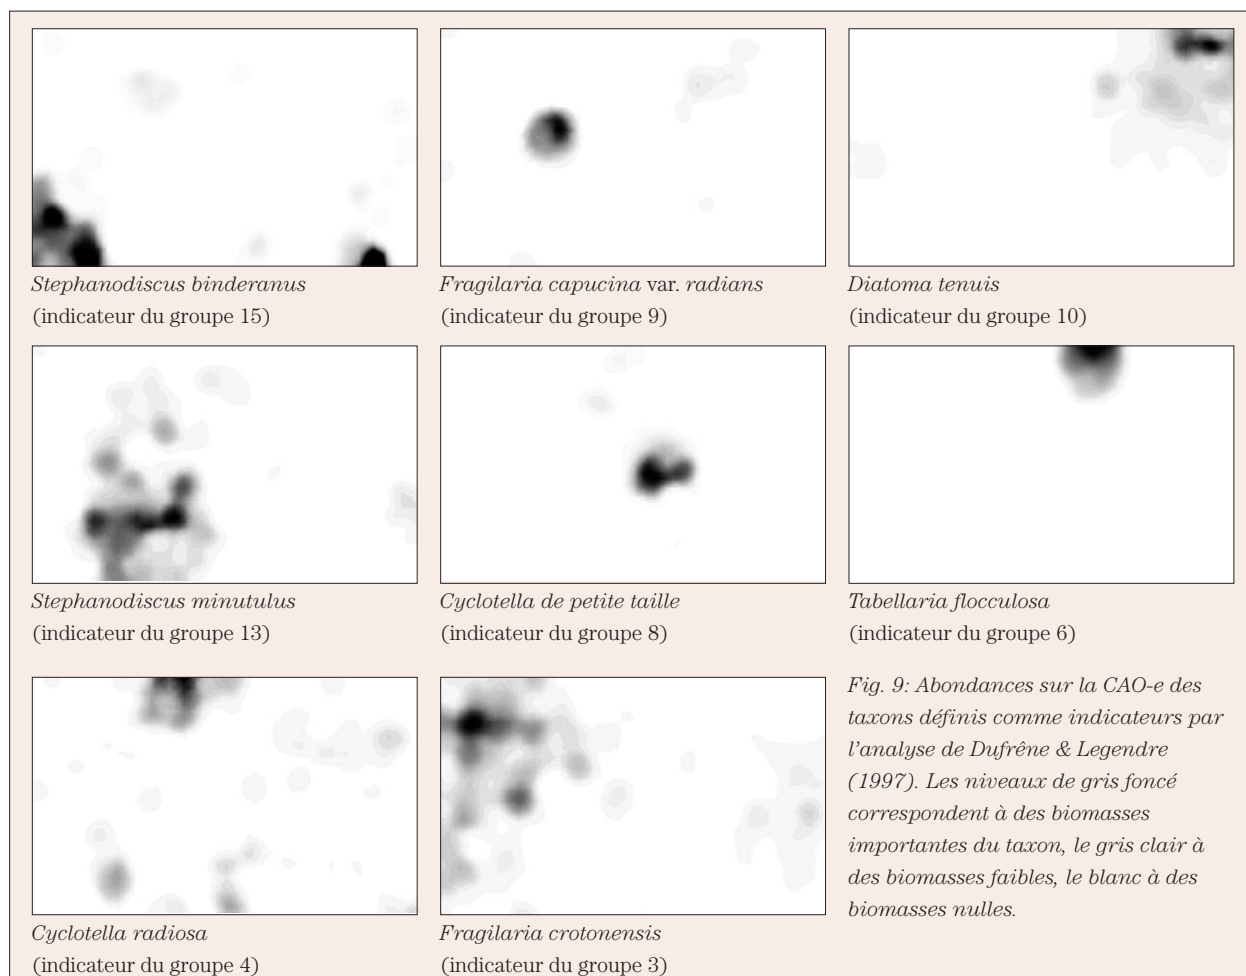 Stephanodiscus binderanus
(indicateur du groupe 15)
Fragilaria capucina var. radians
(indicateur du groupe 9)
Diatoma tenuis
(indicateur du groupe 10)
Stephanodiscus minutulus
(indicateur du groupe 13)
Cyclotella de petite taille
(indicateur du groupe 8)
Tabellaria flocculosa
(indicateur du groupe 6)
Cyclotella radiosa
(indicateur du groupe 4)
Fragilaria crotonensis
(indicateur du groupe 3)
Fig. 9: Abondances sur la CAO-e des
taxons définis comme indicateurs par
l'analyse de Dufrêne & Legendre
(1997). Les niveaux de gris foncé
correspondent à des biomasses
importantes du taxon, le gris clair à
des biomasses faibles, le blanc à des
biomasses nulles.